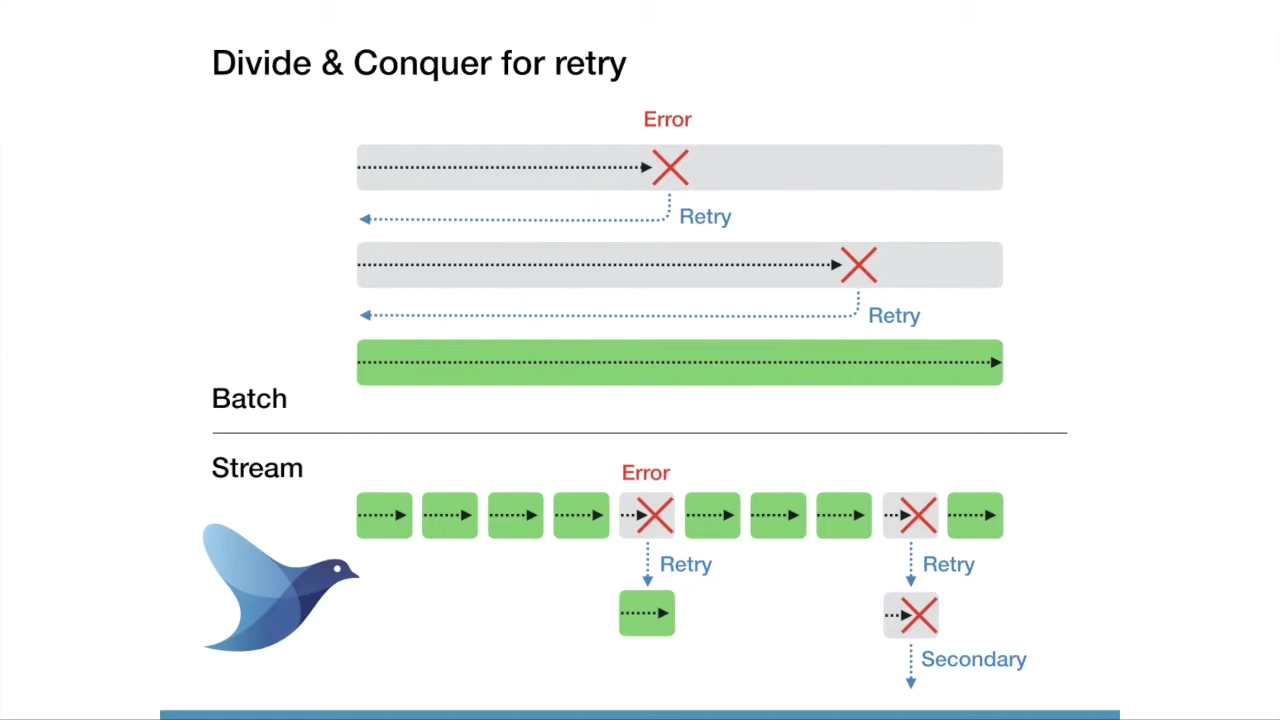 Divide & Conquer for retry
Error
Retry
Retry
Batch
Stream
Error
Retry
Retry
Secondary